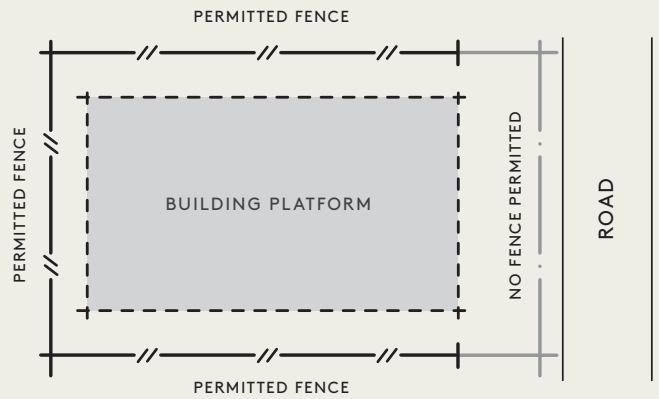 PERMITTED FENCE
PERMITTED FENCE
BUILDING PLATFORM
NO FENCE PERMITTED
ROAD
PERMITTED FENCE